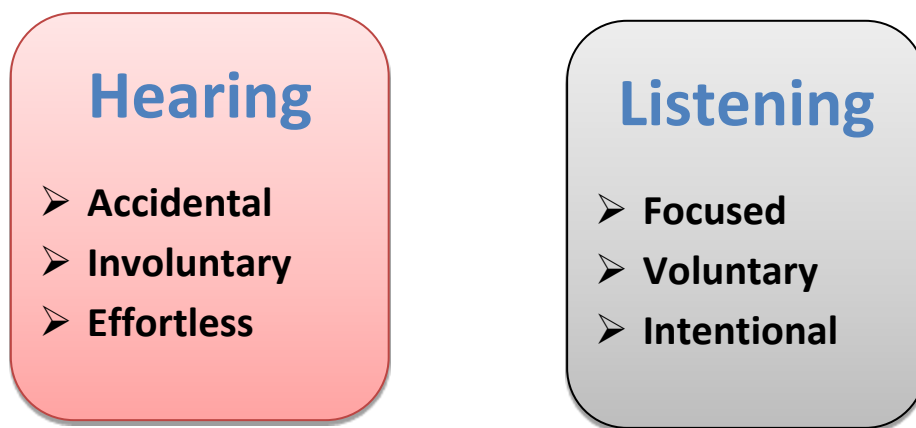 Hearing
➢ Accidental
➢ Involuntary
➢ Effortless
Listening
➢ Focused
➢ Voluntary
➢ Intentional